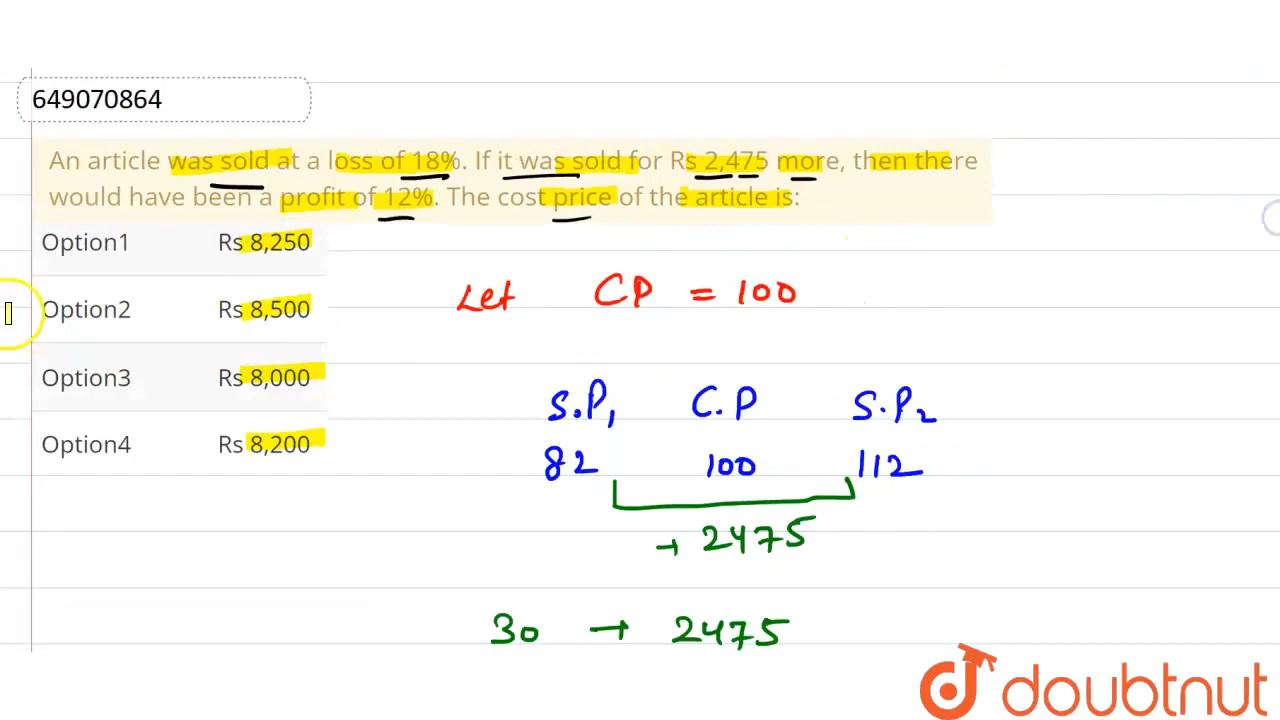 649070864
An article was sold at a loss of 18%. If it was sold for Rs 2,475 more, then there
would have been a profit of 12%. The cost price of the article is:
Option1 Rs 8,250
Option2 Rs 8,500
Option3 Rs 8,000
Option4 Rs 8,200
Let CP = 100
S.P1 C.P S.P2
82 100 112
→ 2475
30 → 2475
doubtnut